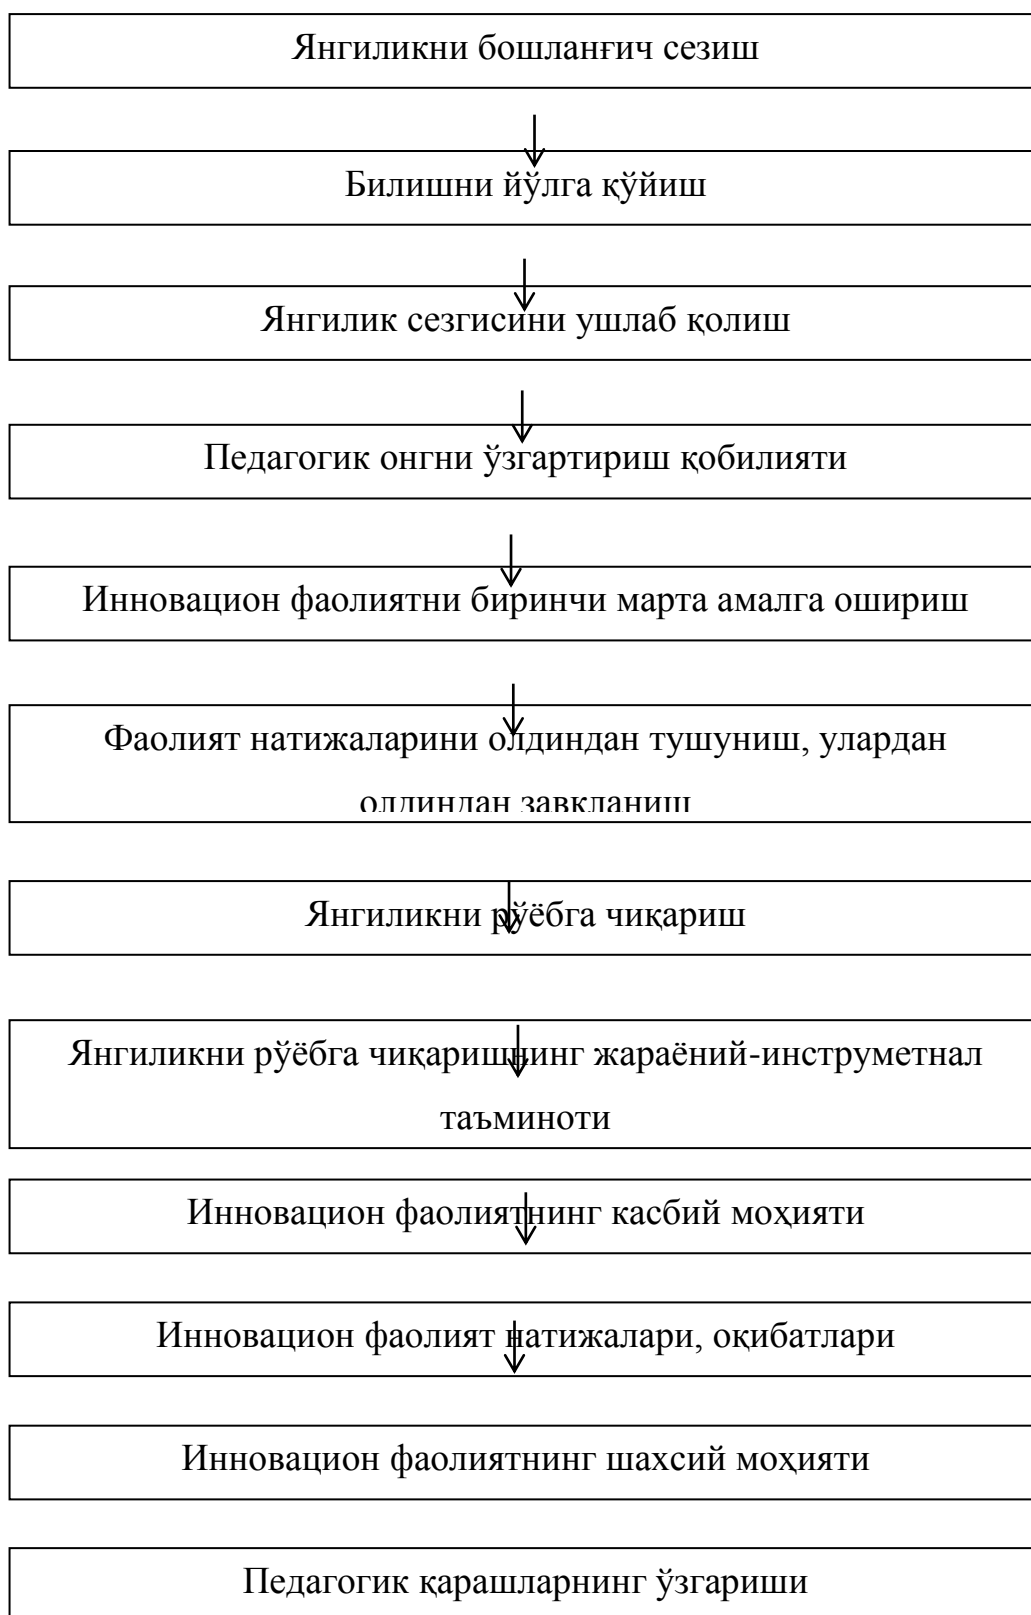 Янгиликни бошланғич сезиш
Билишни йўлга қўйиш
Янгилик сезгисини ушлаб қолиш
Педагогик онгни ўзгартириш қобилияти
Инновацион фаолиятни биринчи марта амалга ошириш
Фаолият натижаларини олдиндан тушуниш, улардан
олдиндан завқланиш
Янгиликни рўёбга чиқариш
Янгиликни рўёбга чиқаришнинг жараёний-инструметнал
таъминоти
Инновацион фаолиятнинг касбий моҳияти
Инновацион фаолият натижалари, оқибатлари
Инновацион фаолиятнинг шахсий моҳияти
Педагогик қарашларнинг ўзгариши